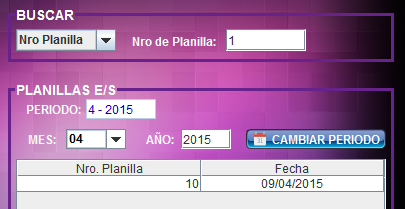 BUSCAR
Nro Planilla Nro de Planilla: 1
PLANILLAS E/S
PERIODO: 4 - 2015
MES: 04 AÑO: 2015 CAMBIAR PERIODO
Nro. Planilla Fecha
10 09/04/2015